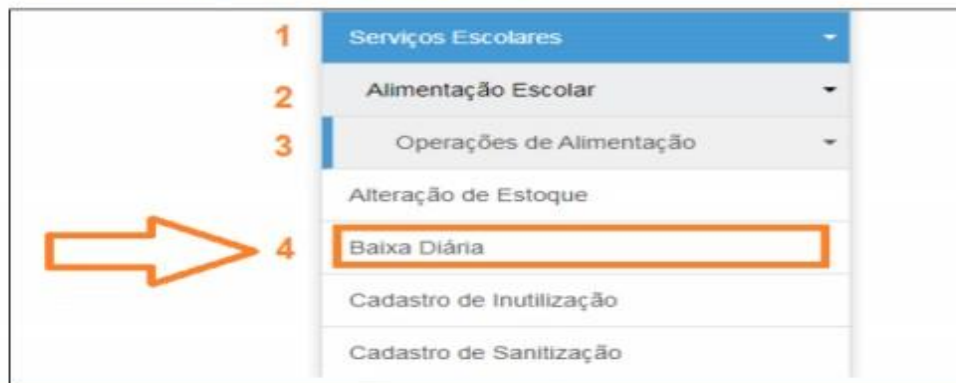 1 Serviços Escolares
2 Alimentação Escolar
3 Operações de Alimentação
Alteração de Estoque
4 Baixa Diária
Cadastro de Inutilização
Cadastro de Sanitização